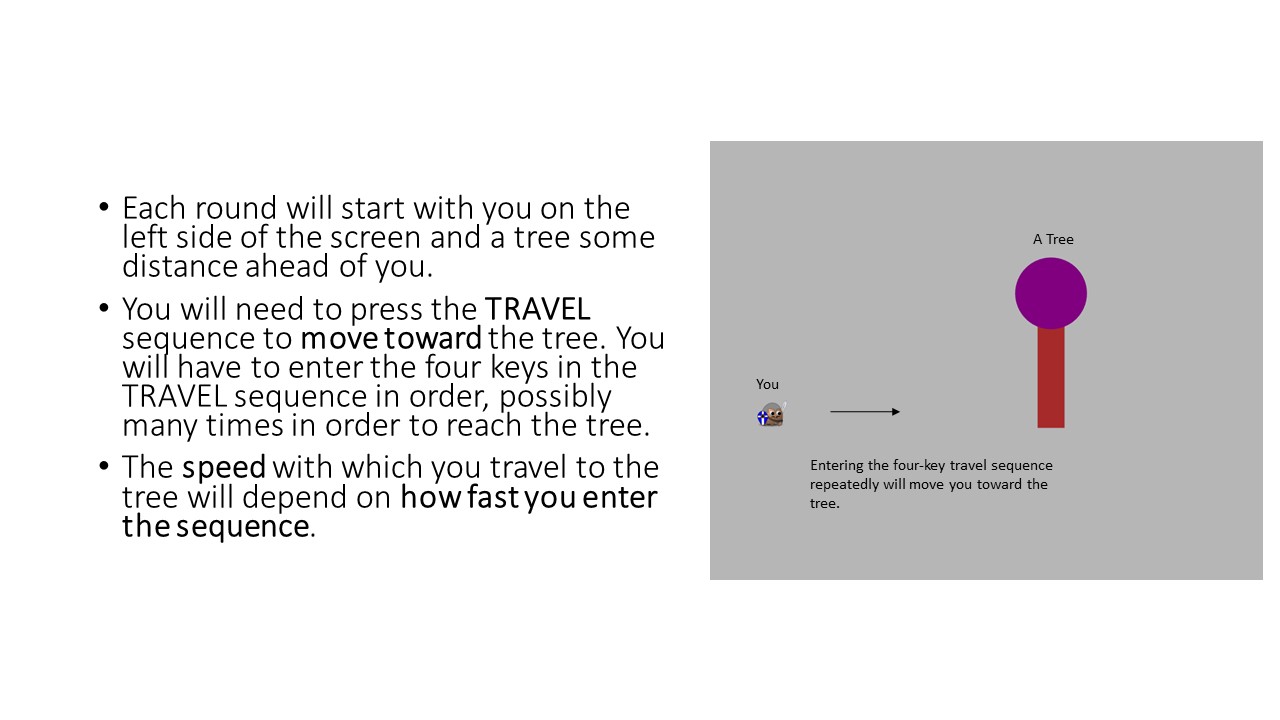 • Each round will start with you on the
left side of the screen and a tree some
distance ahead of you.
• You will need to press the TRAVEL
sequence to move toward the tree. You
will have to enter the four keys in the
TRAVEL sequence in order, possibly
many times in order to reach the tree.
• The speed with which you travel to the
tree will depend on how fast you enter
the sequence.
A Tree
You
Entering the four-key travel sequence
repeatedly will move you toward the
tree.